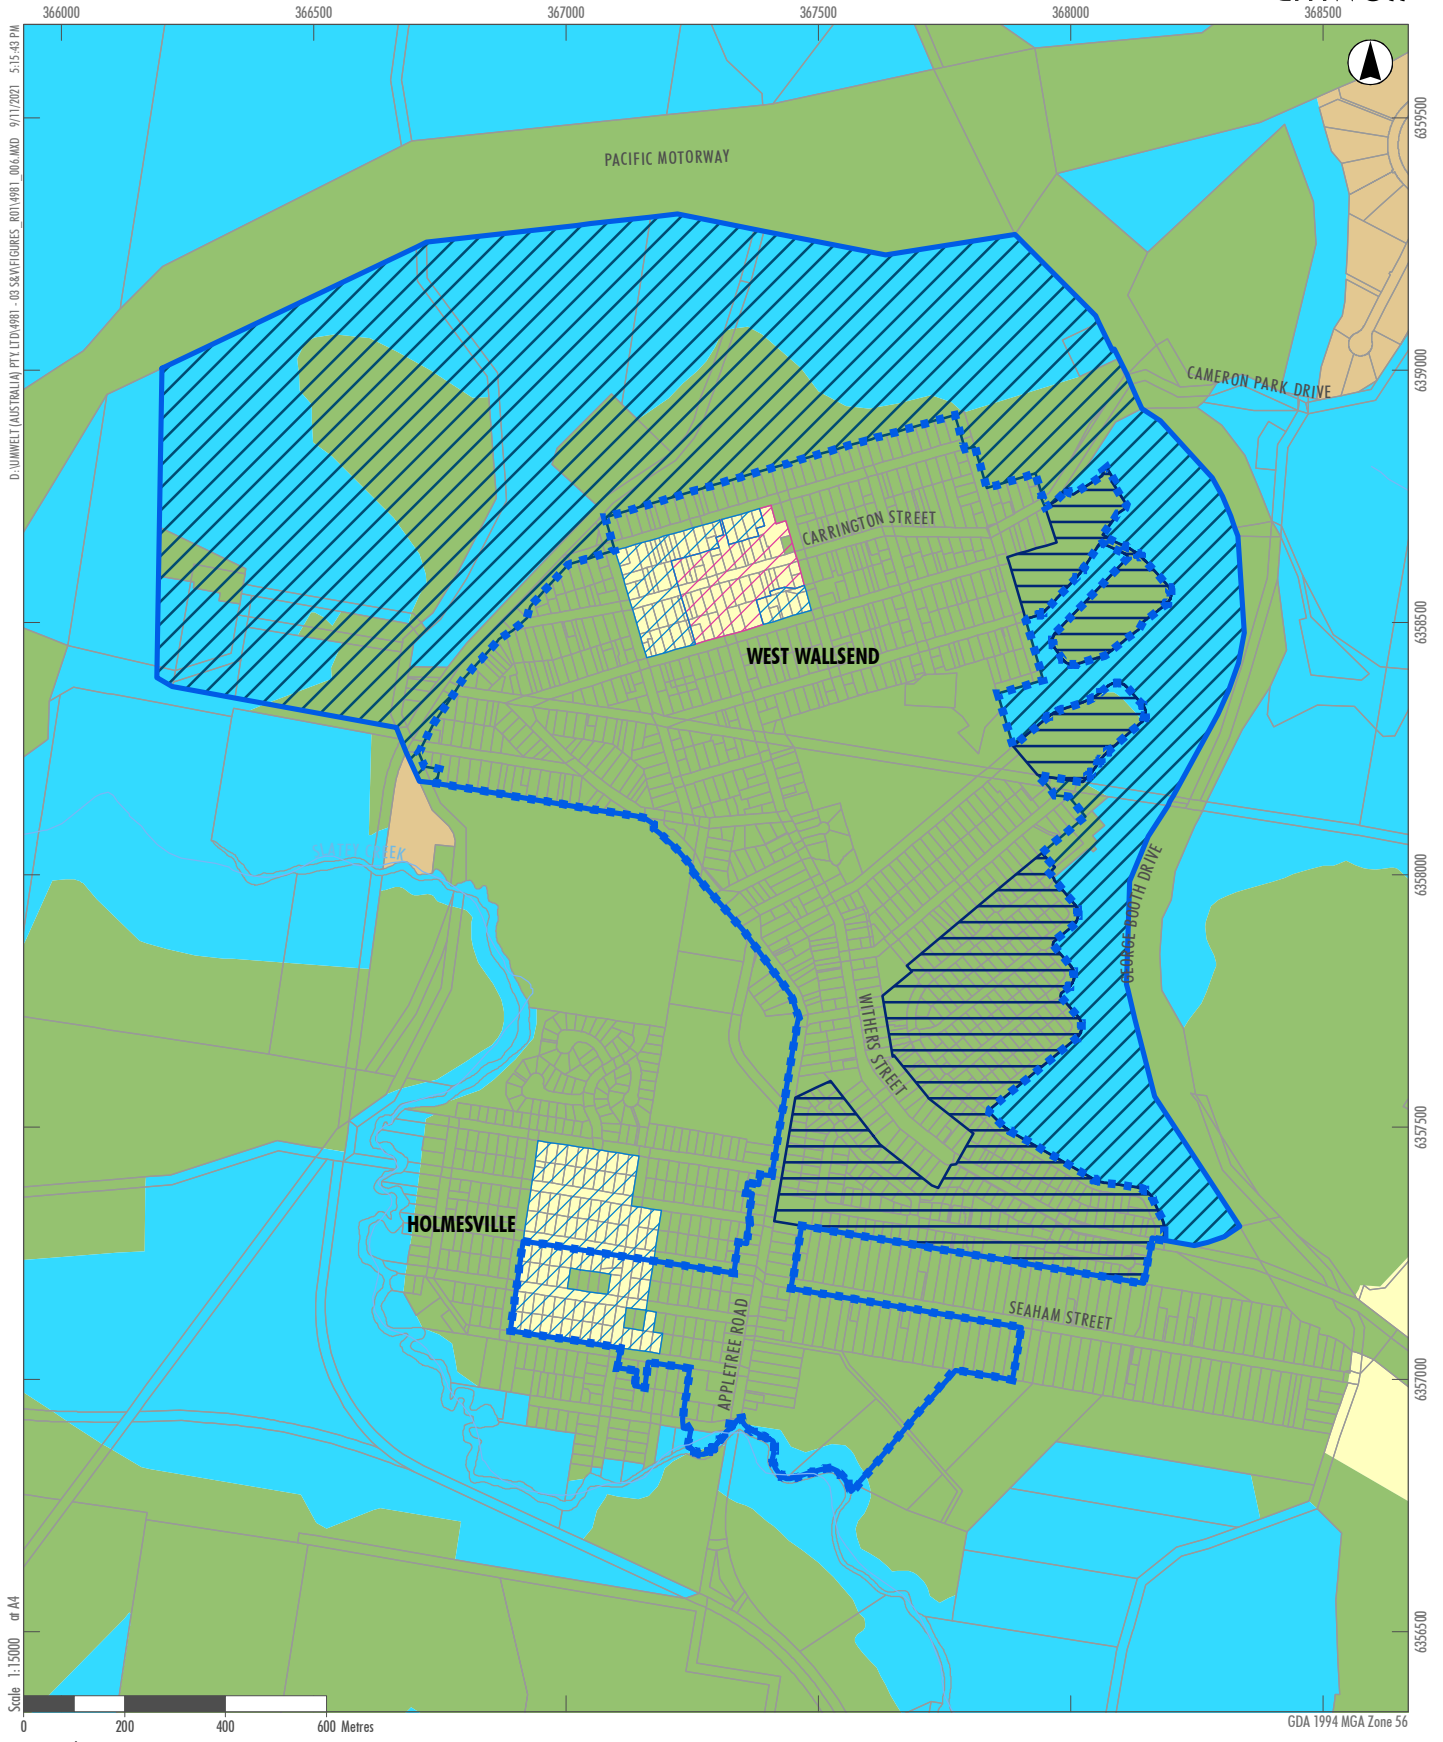 366000
366500
367000
367500
368000
368500
D:\UMWELT (AUSTRALIA) PTY. LTD\4981 - 03 S&V\FIGURES_R01\4981_006.MXD 9/11/2021 5:15:43 PM
6359500
PACIFIC MOTORWAY
CAMERON PARK DRIVE
6359000
CARRINGTON STREET
6358500
WEST WALLSEND
SLATEY CREEK
GEORGE BOOTH DRIVE
6358000
WITHERS STREET
6357500
HOLMESVILLE
SEAHAM STREET
APPLETREE ROAD
6357000
6356500
Scale 1:15000 at A4
0
200
400
600 Metres
GDA 1994 MGA Zone 56